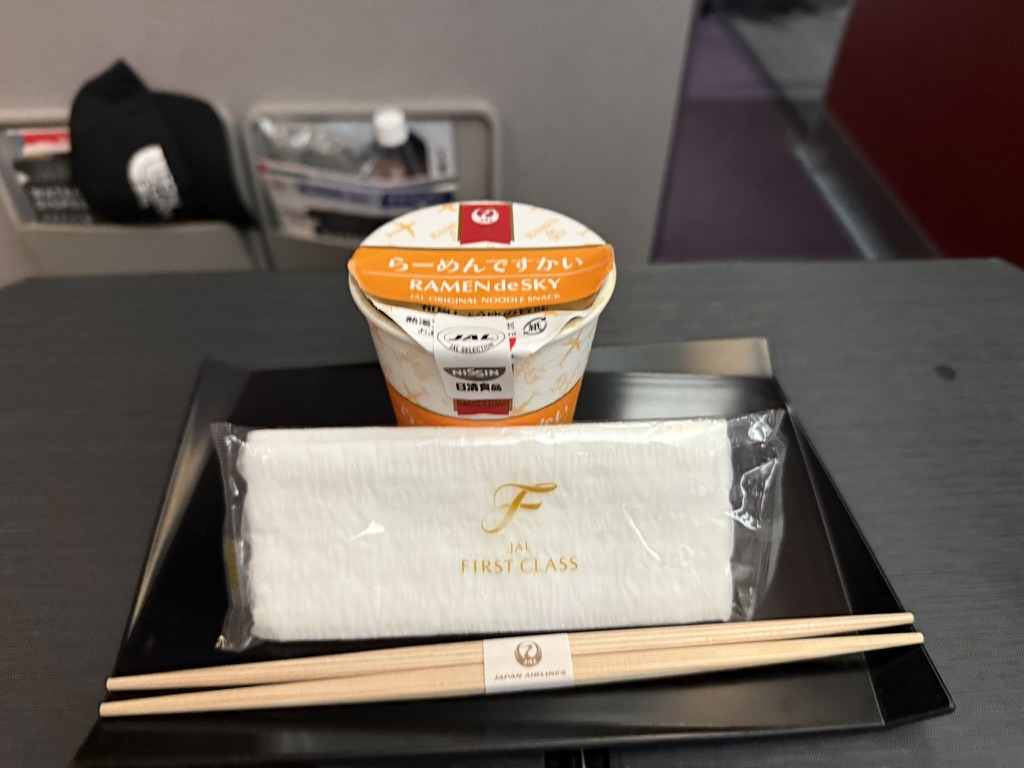 らーめんですかい
RAMEN de SKY
JAL ORIGINAL NOODLE SNACK
JAL
JAL SELECTION
NISSIN
日清食品
F
JAL
FIRST CLASS
JAL
JAPAN AIRLINES